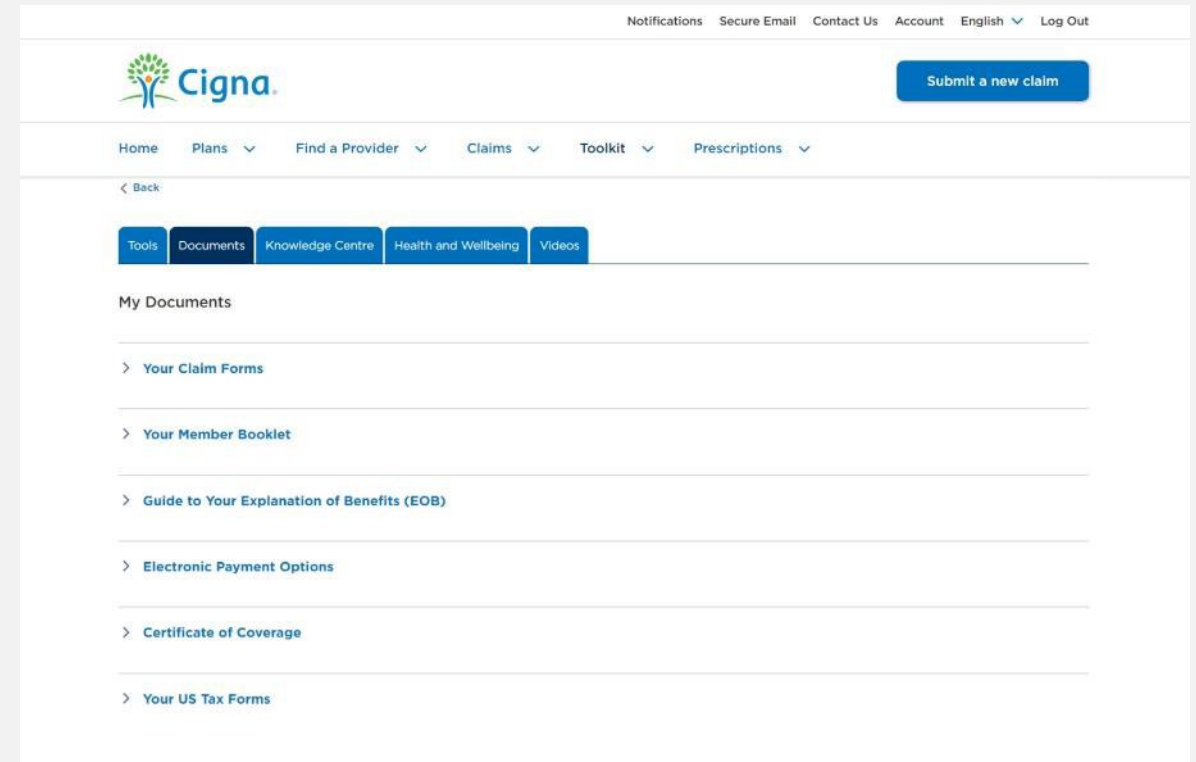 Notifications Secure Email Contact Us Account English Log Out
Cigna.
Submit a new claim
Home Plans Find a Provider Claims Toolkit Prescriptions
Back
Tools Documents Knowledge Centre Health and Wellbeing Videos
My Documents
Your Claim Forms
Your Member Booklet
Guide to Your Explanation of Benefits (EOB)
Electronic Payment Options
Certificate of Coverage
Your US Tax Forms